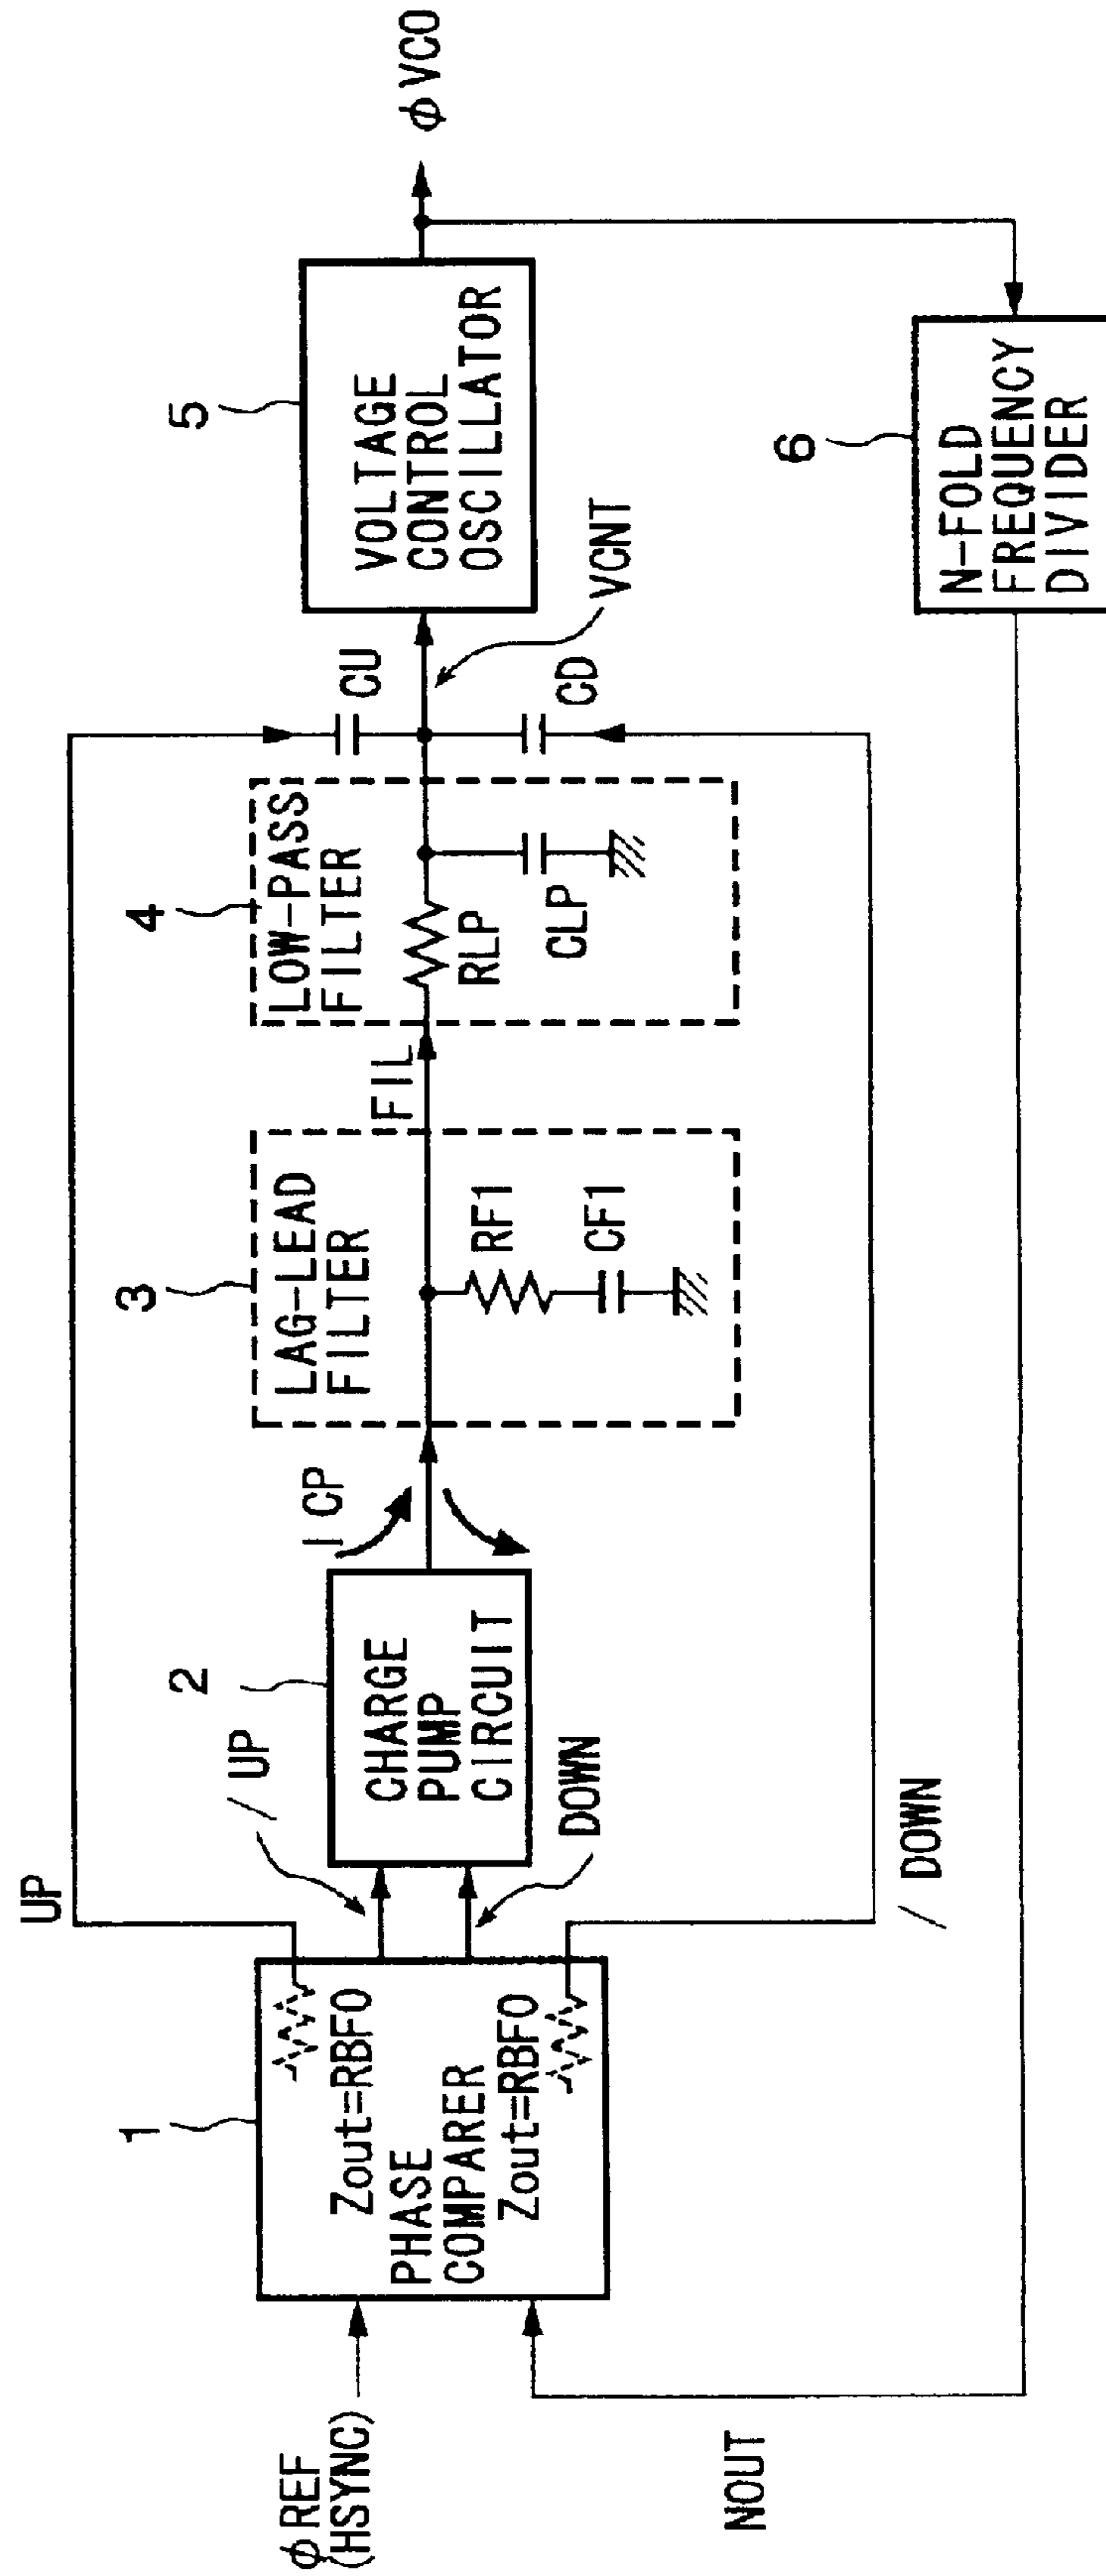 φREF
(HSYNC)
NOUT
1
Zout=RBF0
PHASE
COMPARER
Zout=RBF0
UP
/UP
DOWN
/DOWN
2
CHARGE
PUMP
CIRCUIT
ICP
3
LAG-LEAD
FILTER
RF1
CF1
FIL
4
LOW-PASS
FILTER
RLP
CLP
CU
CD
VCNT
5
VOLTAGE
CONTROL
OSCILLATOR
φVCO
6
N-FOLD
FREQUENCY
DIVIDER